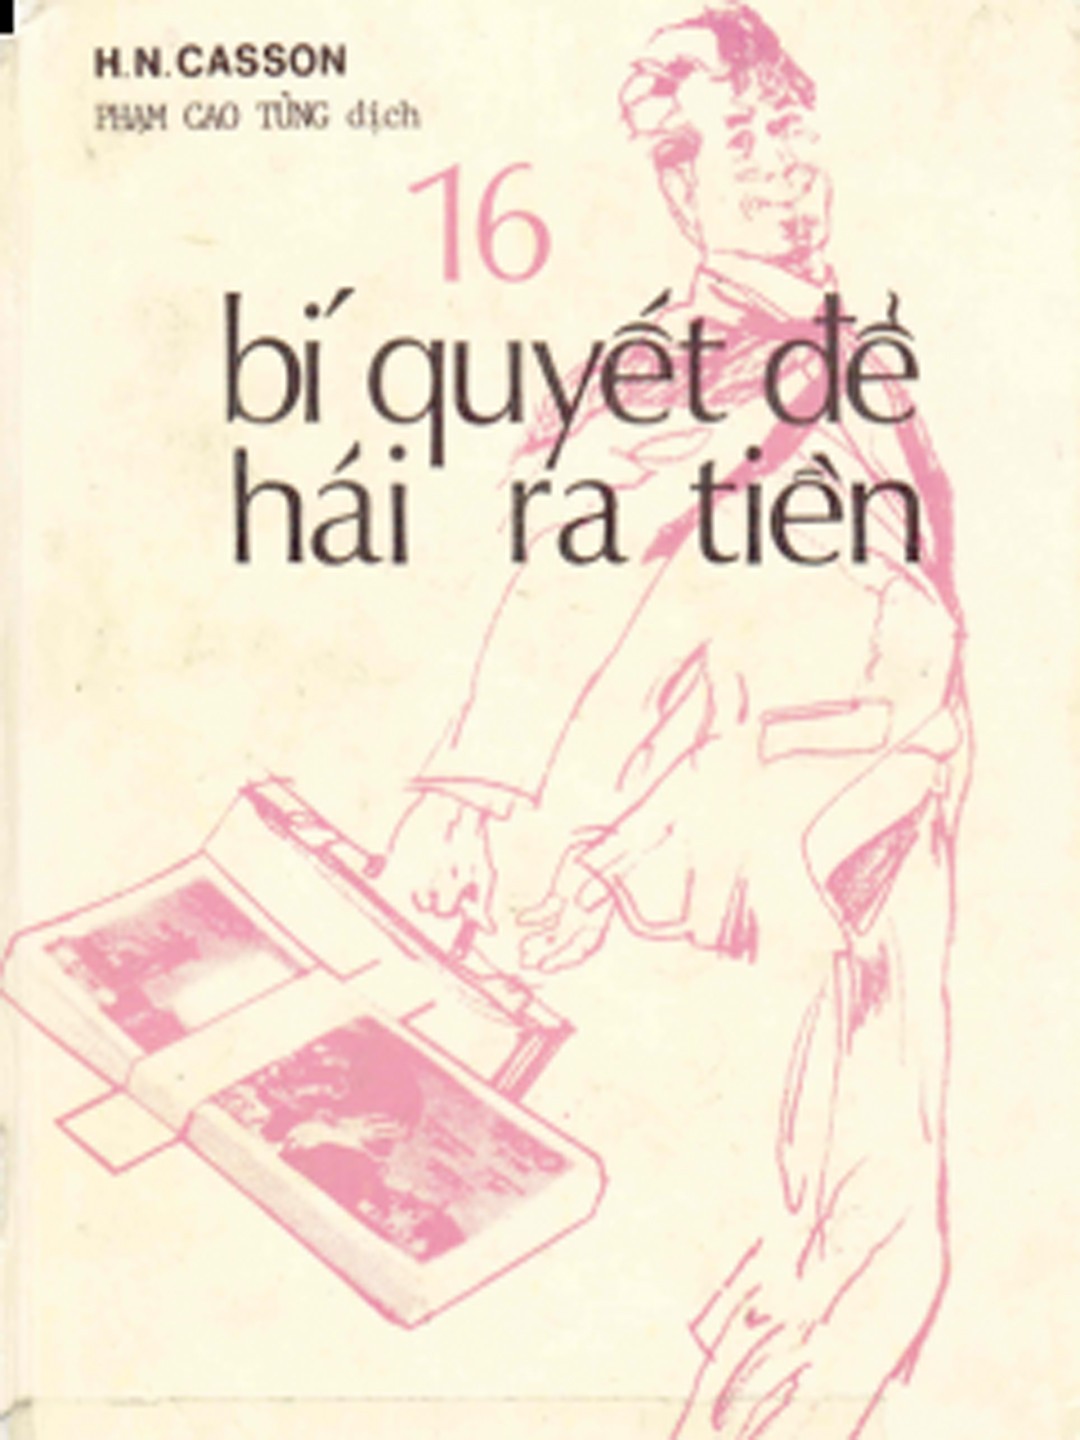 H.N. CASSON
PHẠM CAO TÙNG dịch
16
bí quyết để
hái ra tiền